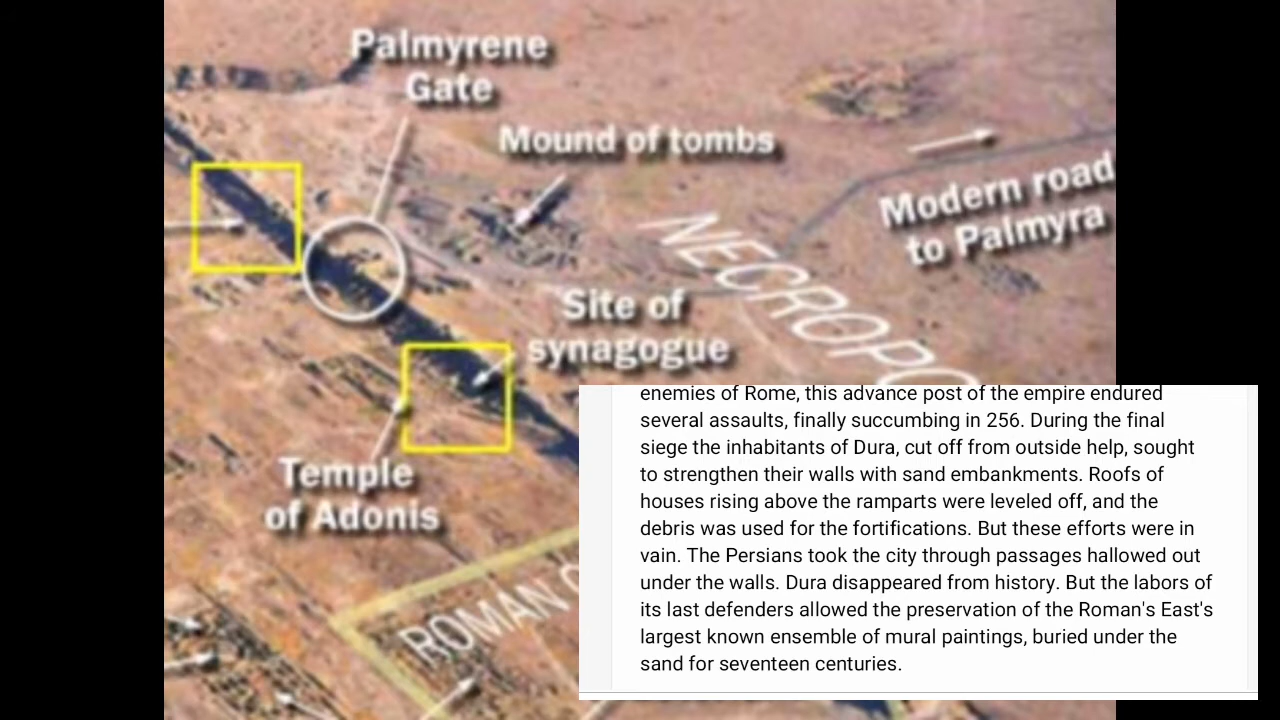 Palmyrene
Gate
Mound of tombs
Modern road
to Palmyra
NECROPO
Site of
synagogue
Temple
of Adonis
ROMAN
enemies of Rome, this advance post of the empire endured
several assaults, finally succumbing in 256. During the final
siege the inhabitants of Dura, cut off from outside help, sought
to strengthen their walls with sand embankments. Roofs of
houses rising above the ramparts were leveled off, and the
debris was used for the fortifications. But these efforts were in
vain. The Persians took the city through passages hallowed out
under the walls. Dura disappeared from history. But the labors of
its last defenders allowed the preservation of the Roman's East's
largest known ensemble of mural paintings, buried under the
sand for seventeen centuries.